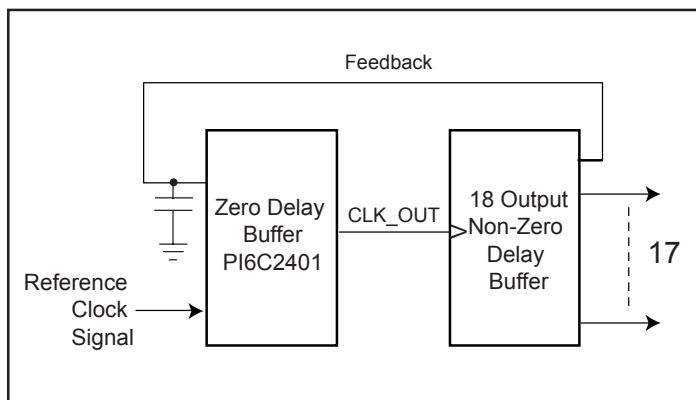 Feedback
Zero Delay
Buffer
PI6C2401
CLK_OUT
18 Output
Non-Zero
Delay
Buffer
17
Reference
Clock
Signal